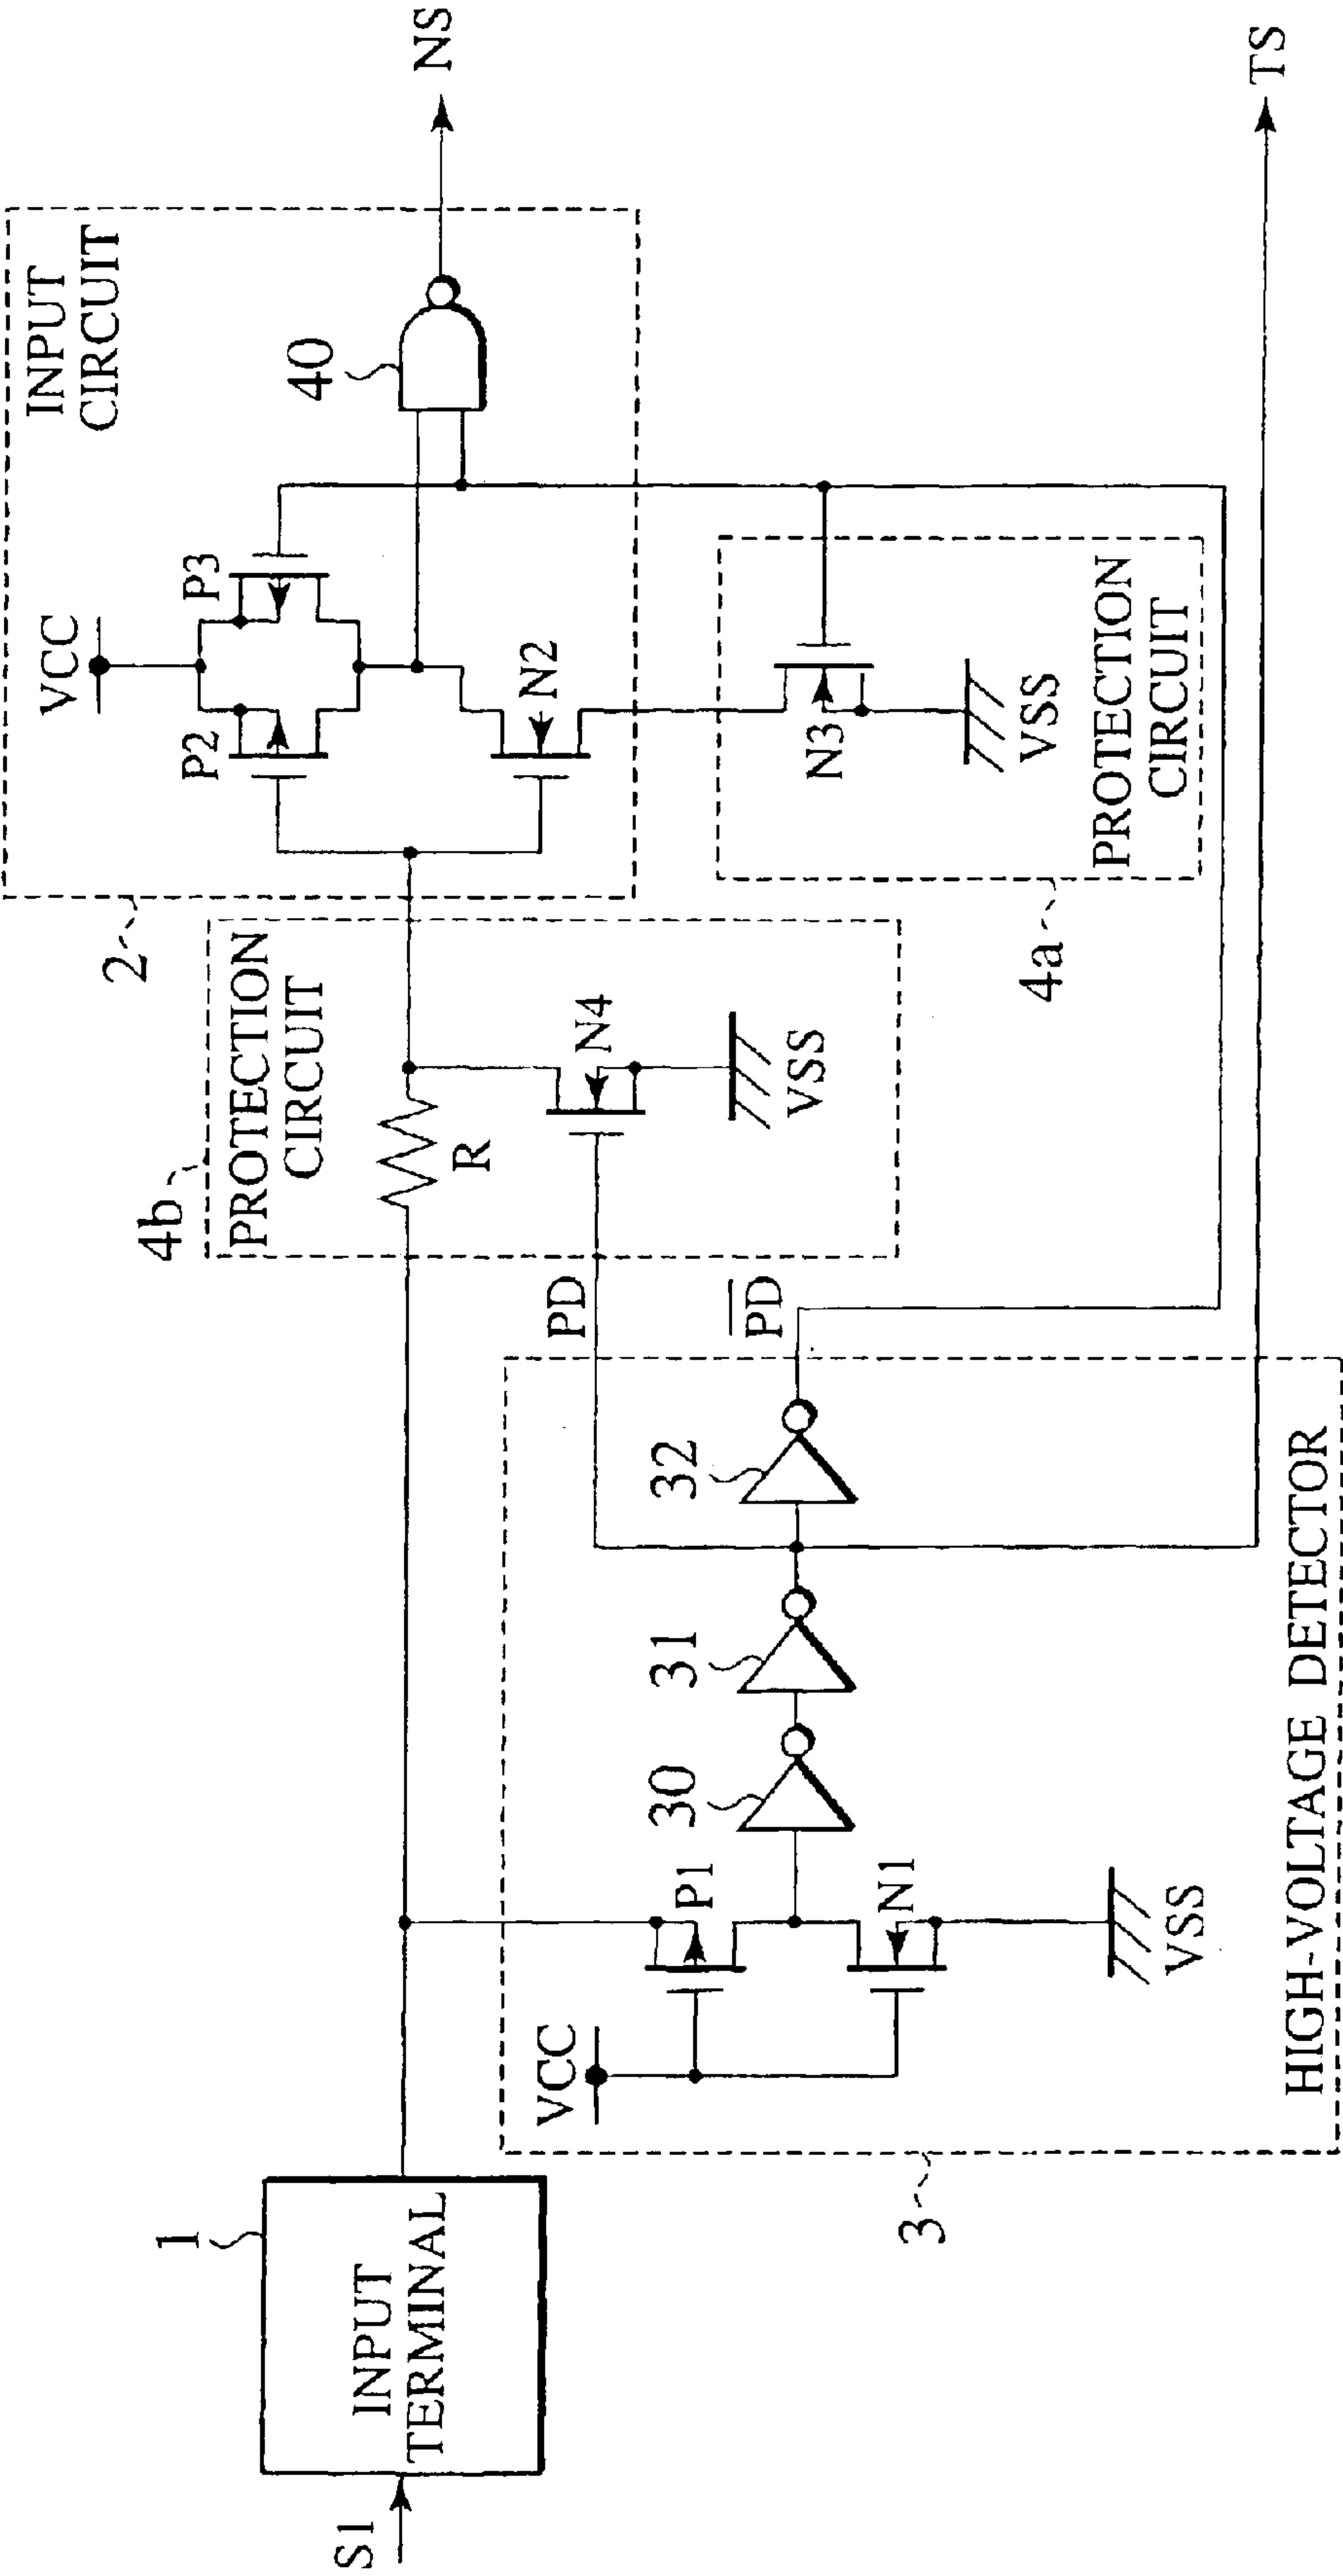 S1
1
INPUT
TERMINAL
3
HIGH-VOLTAGE DETECTOR
VCC
P1
N1
VSS
30
31
32
PD
P̅D̅
4b
PROTECTION
CIRCUIT
R
N4
VSS
2
INPUT
CIRCUIT
VCC
P2
P3
N2
40
NS
4a
PROTECTION
CIRCUIT
N3
VSS
TS